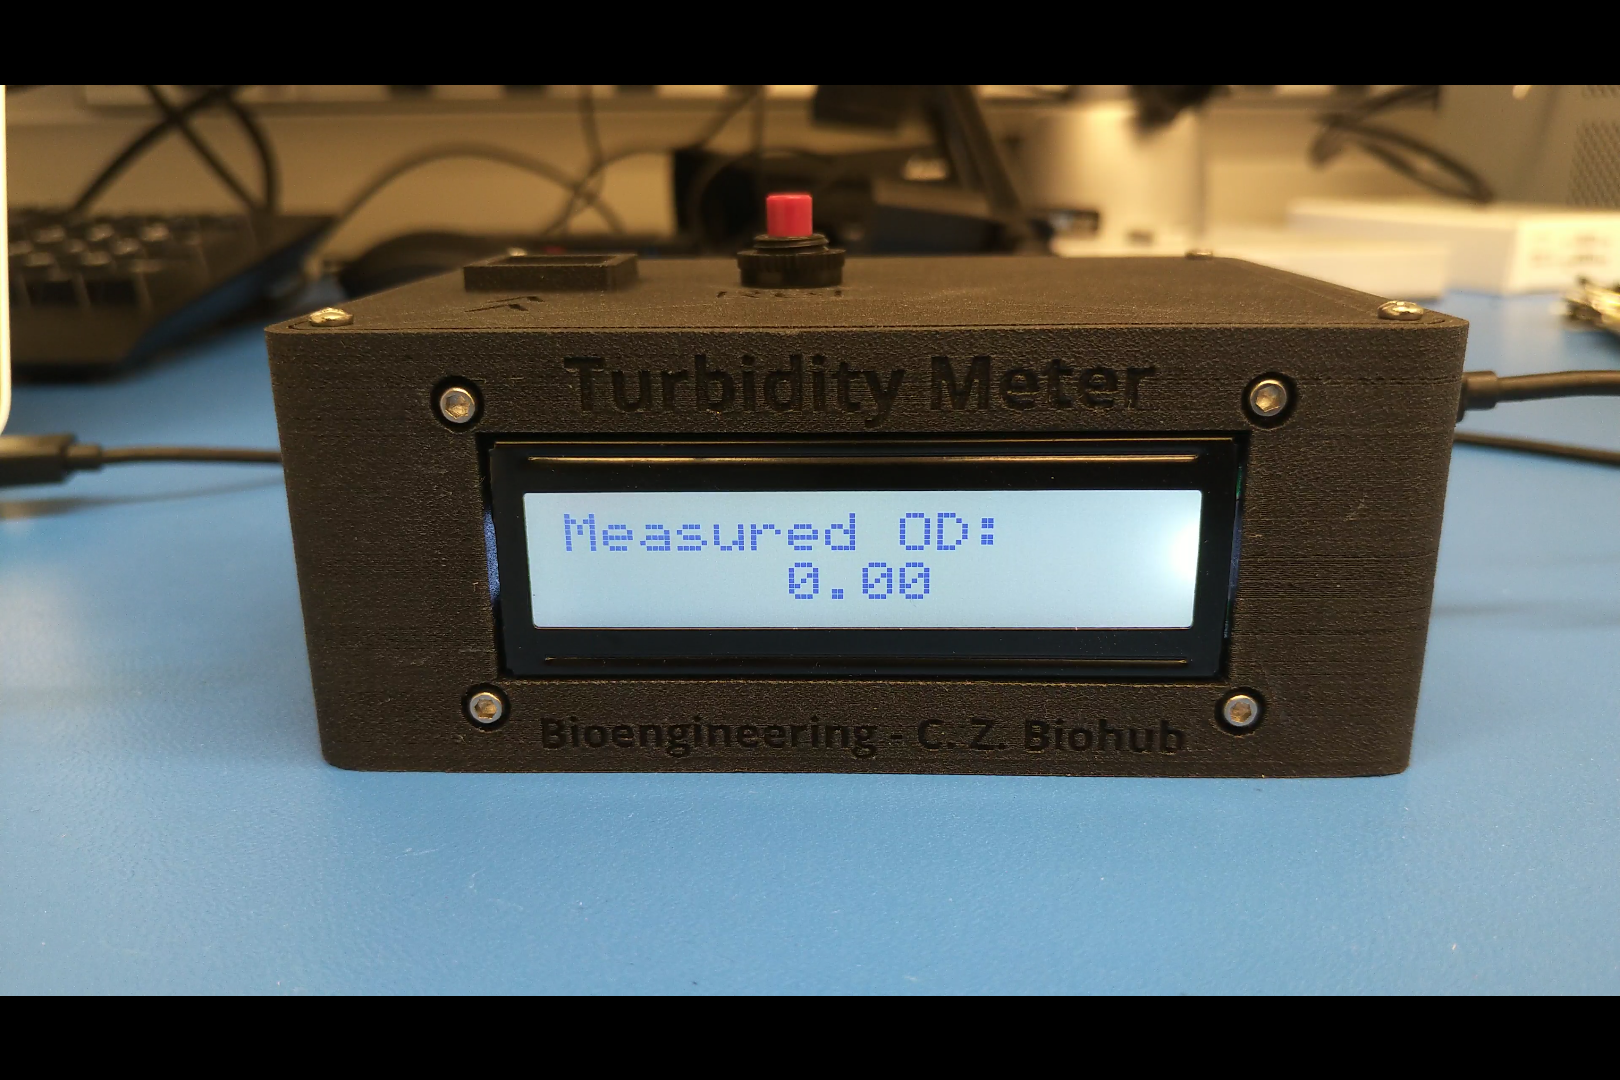 Turbidity Meter
Measured OD:
0.00
Bioengineering - C. Z. Biohub